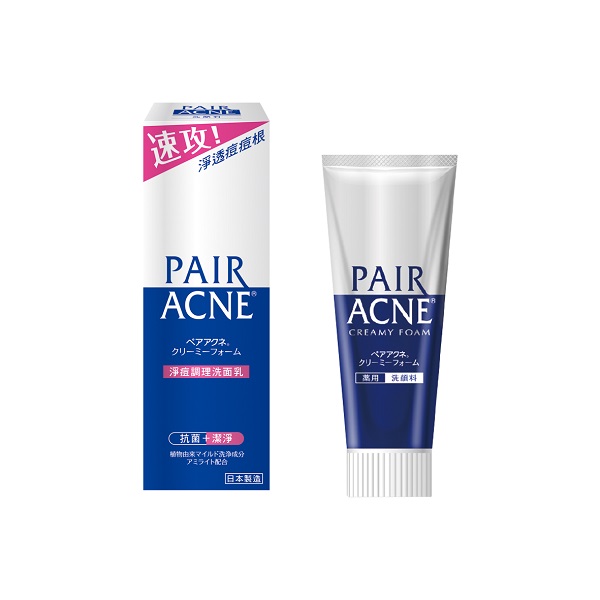 PAIR
ACNE
洗顔料
速攻!
淨透痘痘根
PAIR
ACNE®
ペアアクネ®
クリーミーフォーム
淨痘調理洗面乳
抗菌+潔淨
植物由来マイルド洗浄成分
アミライト配合
日本製造
PAIR
ACNE®
CREAMY FOAM
ペアアクネ®
クリーミーフォーム
薬用 洗顔料